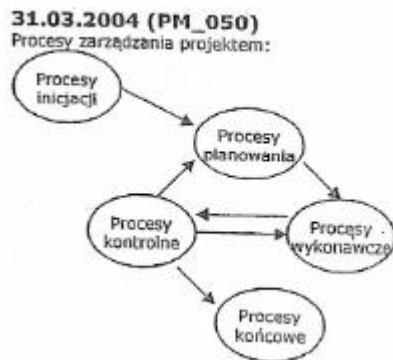 31.03.2004 (PM_050)
Procesy zarządzania projektem:
Procesy
inicjacji
Procesy
planowania
Procesy
kontrolne
Procesy
wykonawcze
Procesy
końcowe